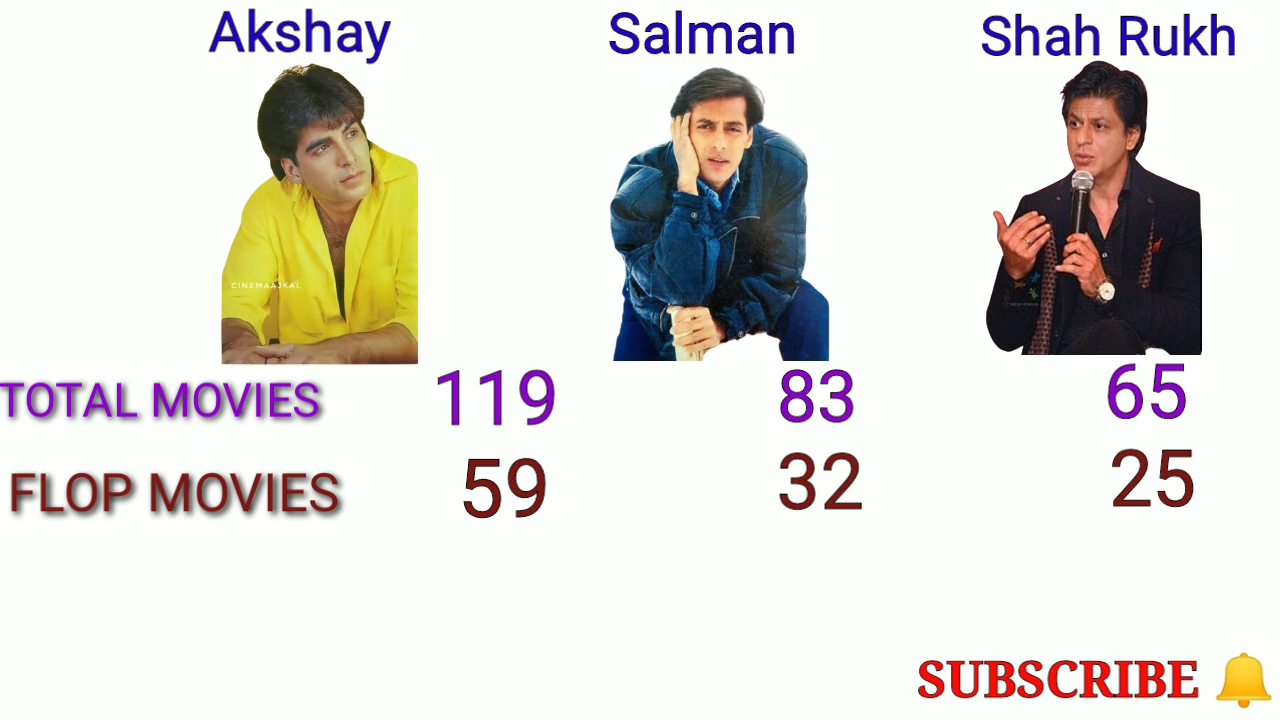 Akshay Salman Shah Rukh
CINEMAAJKAL
TOTAL MOVIES 119 83 65
FLOP MOVIES 59 32 25
SUBSCRIBE